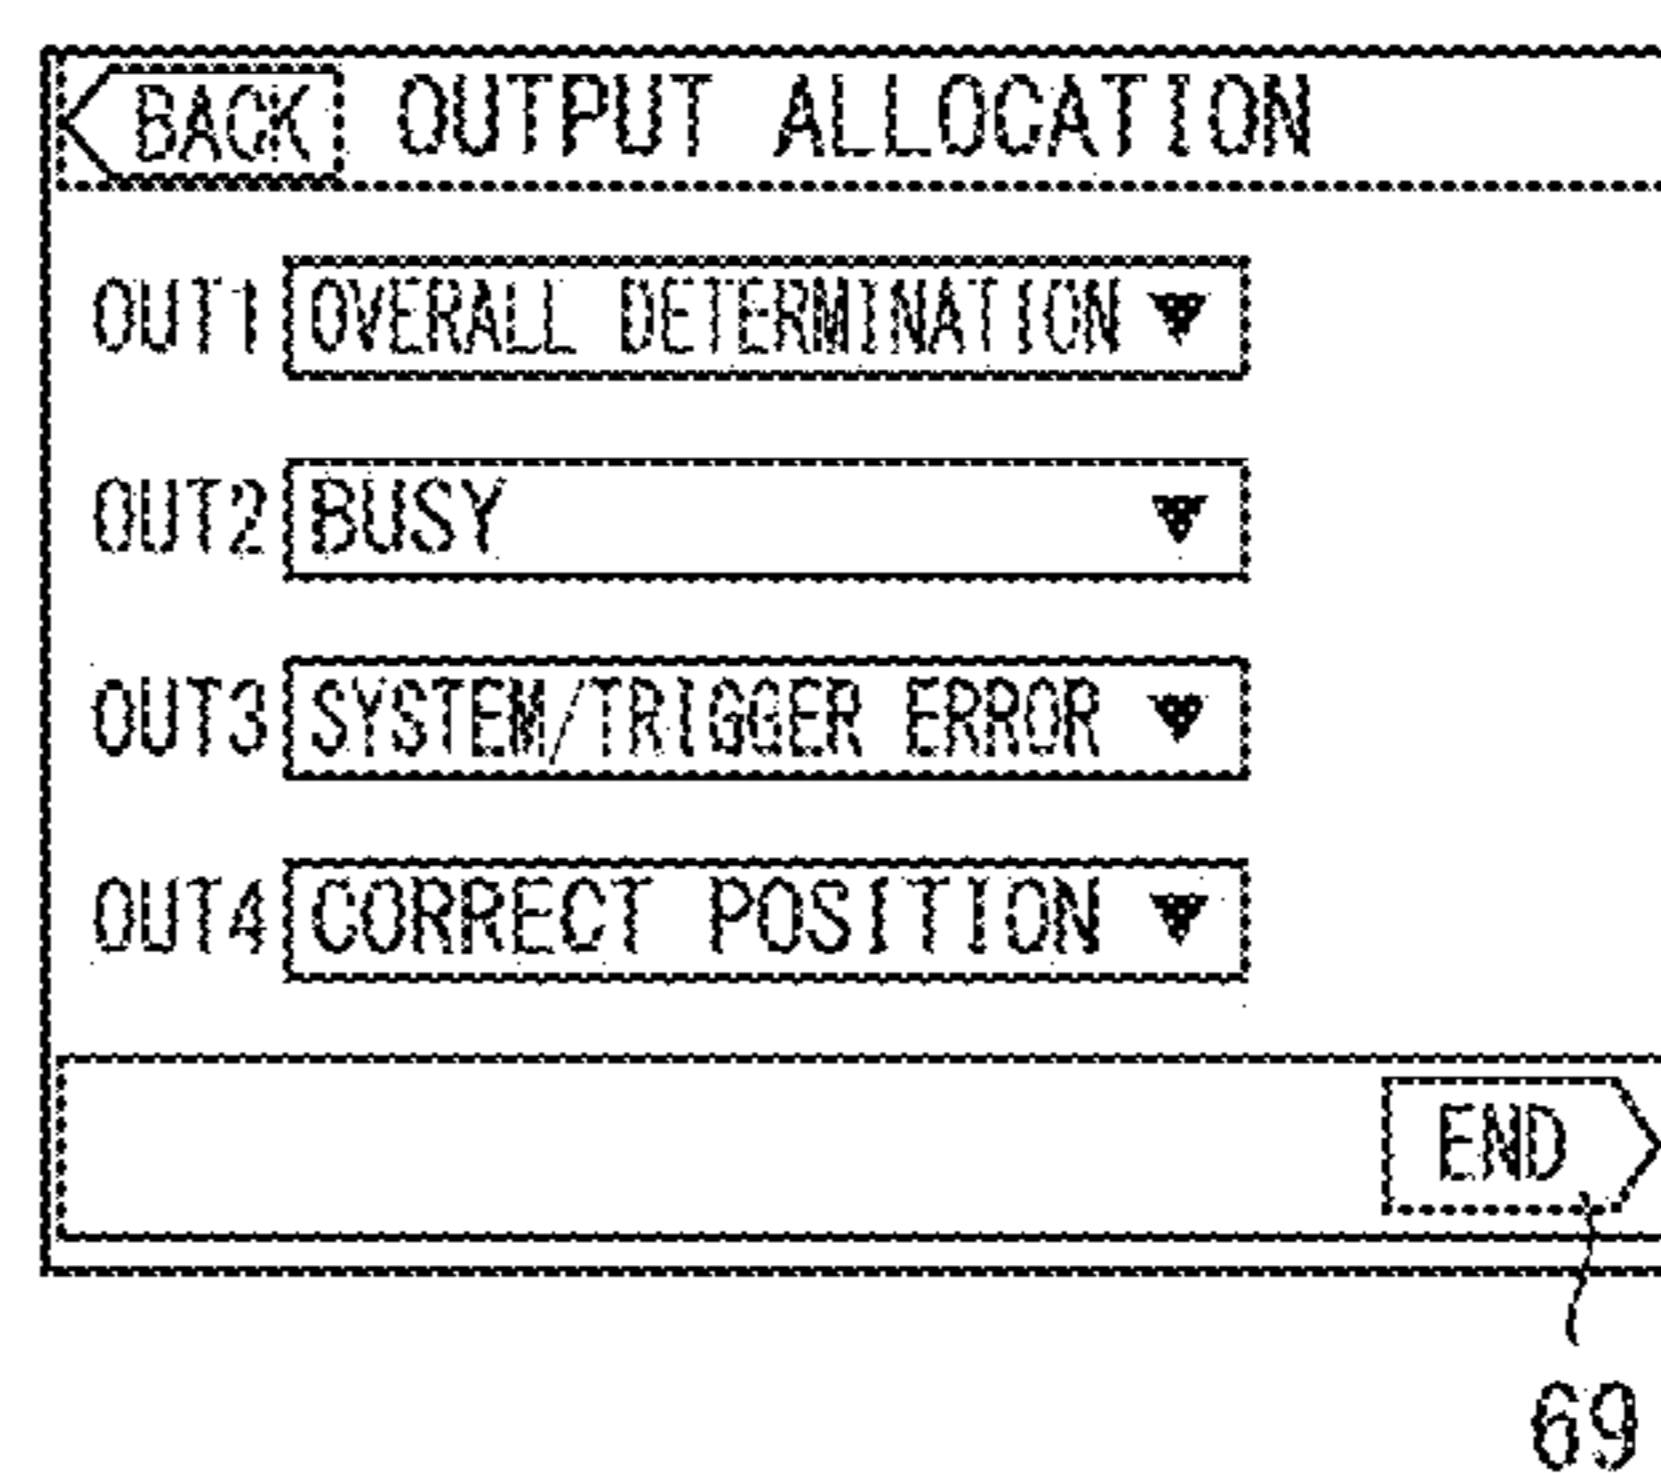 BACK OUTPUT ALLOCATION
OUT1 OVERALL DETERMINATION ▼
OUT2 BUSY ▼
OUT3 SYSTEM/TRIGGER ERROR ▼
OUT4 CORRECT POSITION ▼
END
69